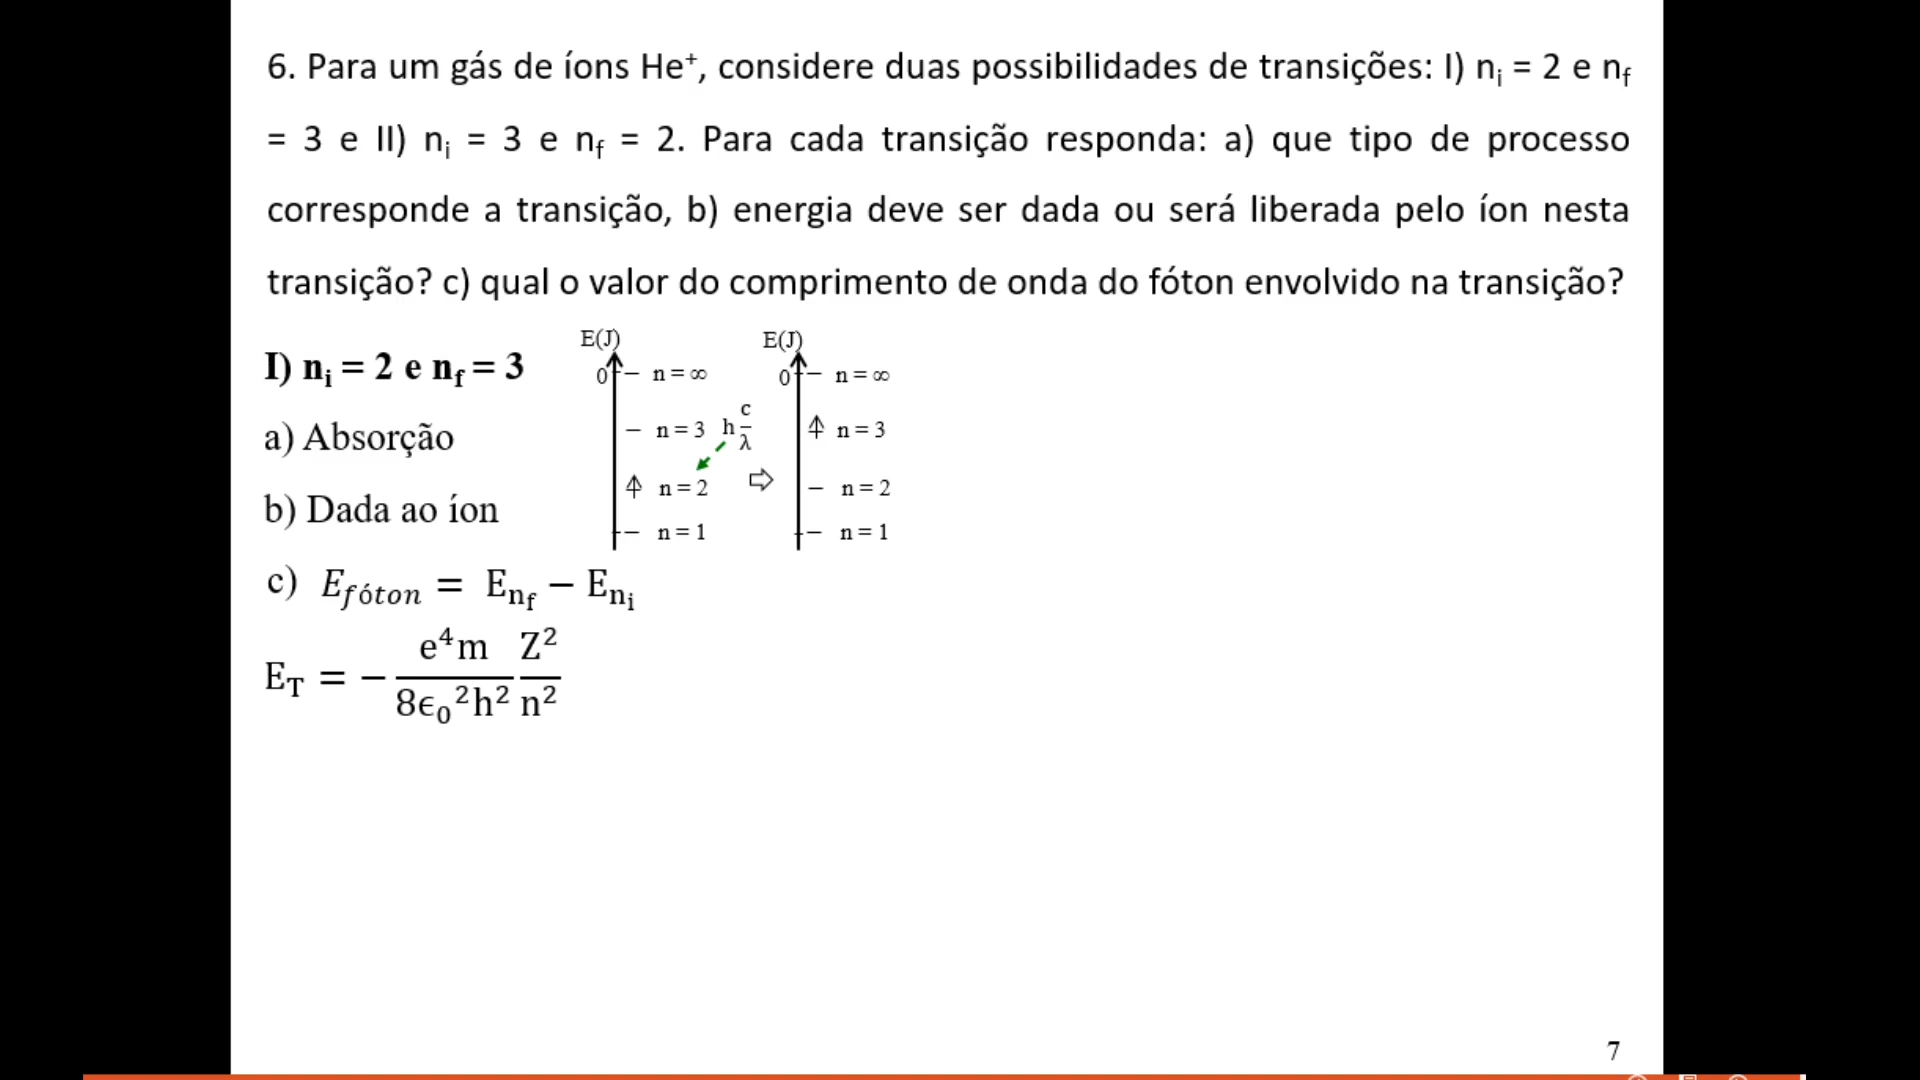 6. Para um gás de íons He⁺, considere duas possibilidades de transições: I) nᵢ = 2 e n_f
= 3 e II) nᵢ = 3 e n_f = 2. Para cada transição responda: a) que tipo de processo
corresponde a transição, b) energia deve ser dada ou será liberada pelo íon nesta
transição? c) qual o valor do comprimento de onda do fóton envolvido na transição?
I) nᵢ = 2 e n_f = 3
a) Absorção
b) Dada ao íon
E(J)
0 n = ∞
n = 3
n = 2
n = 1
h c/λ
E(J)
0 n = ∞
n = 3
n = 2
n = 1
c) E_fóton = E_n_f − E_n_i
E_T = − e⁴m/8ϵ₀²h² Z²/n²
7